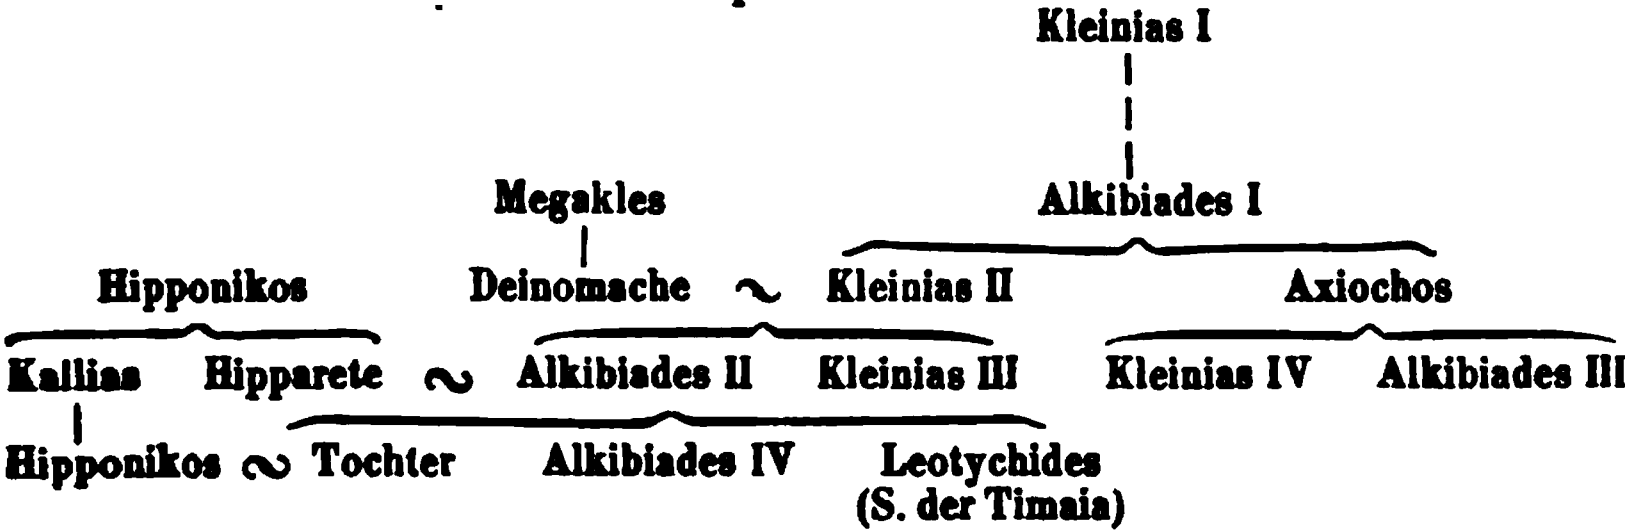 Kleinias I
Megakles Alkibiades I
Hipponikos Deinomache ~ Kleinias II Axiochos
Kallias Hipparete ~ Alkibiades II Kleinias III Kleinias IV Alkibiades III
Hipponikos ~ Tochter Alkibiades IV Leotychides
(S. der Timaia)